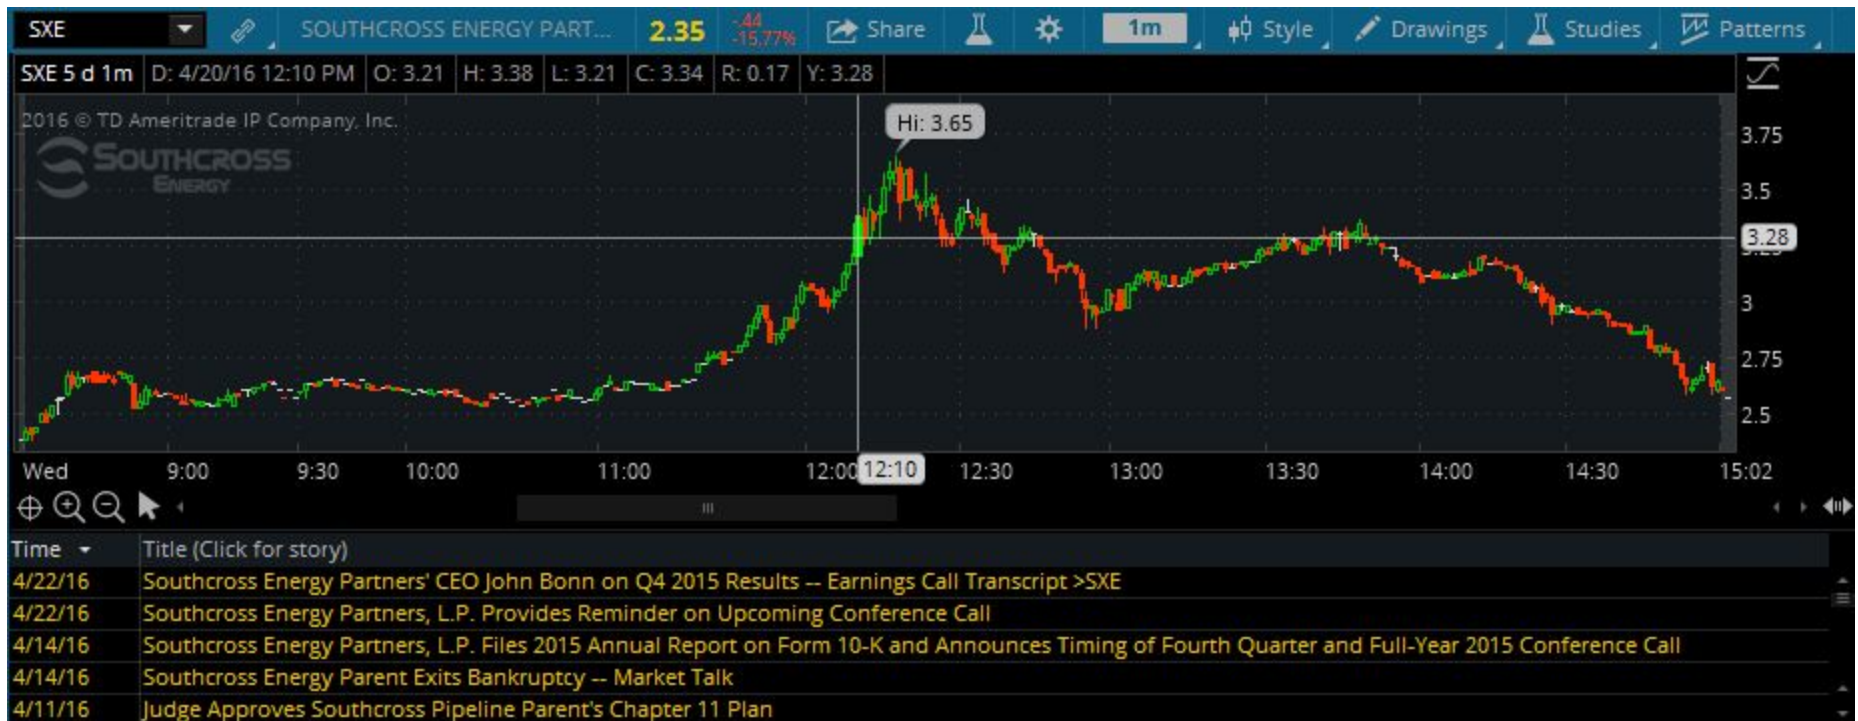 SXE SOUTHCROSS ENERGY PART... 2.35 -.44 -15.77% Share 1m Style Drawings Studies Patterns
SXE 5 d 1m D: 4/20/16 12:10 PM O: 3.21 H: 3.38 L: 3.21 C: 3.34 R: 0.17 Y: 3.28
2016 © TD Ameritrade IP Company, Inc.
SOUTHCROSS
ENERGY
Hi: 3.65
3.75
3.5
3.28
3.25
3
2.75
2.5
Wed 9:00 9:30 10:00 11:00 12:00 12:10 12:30 13:00 13:30 14:00 14:30 15:02
Time Title (Click for story)
4/22/16 Southcross Energy Partners' CEO John Bonn on Q4 2015 Results -- Earnings Call Transcript >SXE
4/22/16 Southcross Energy Partners, L.P. Provides Reminder on Upcoming Conference Call
4/14/16 Southcross Energy Partners, L.P. Files 2015 Annual Report on Form 10-K and Announces Timing of Fourth Quarter and Full-Year 2015 Conference Call
4/14/16 Southcross Energy Parent Exits Bankruptcy -- Market Talk
4/11/16 Judge Approves Southcross Pipeline Parent's Chapter 11 Plan